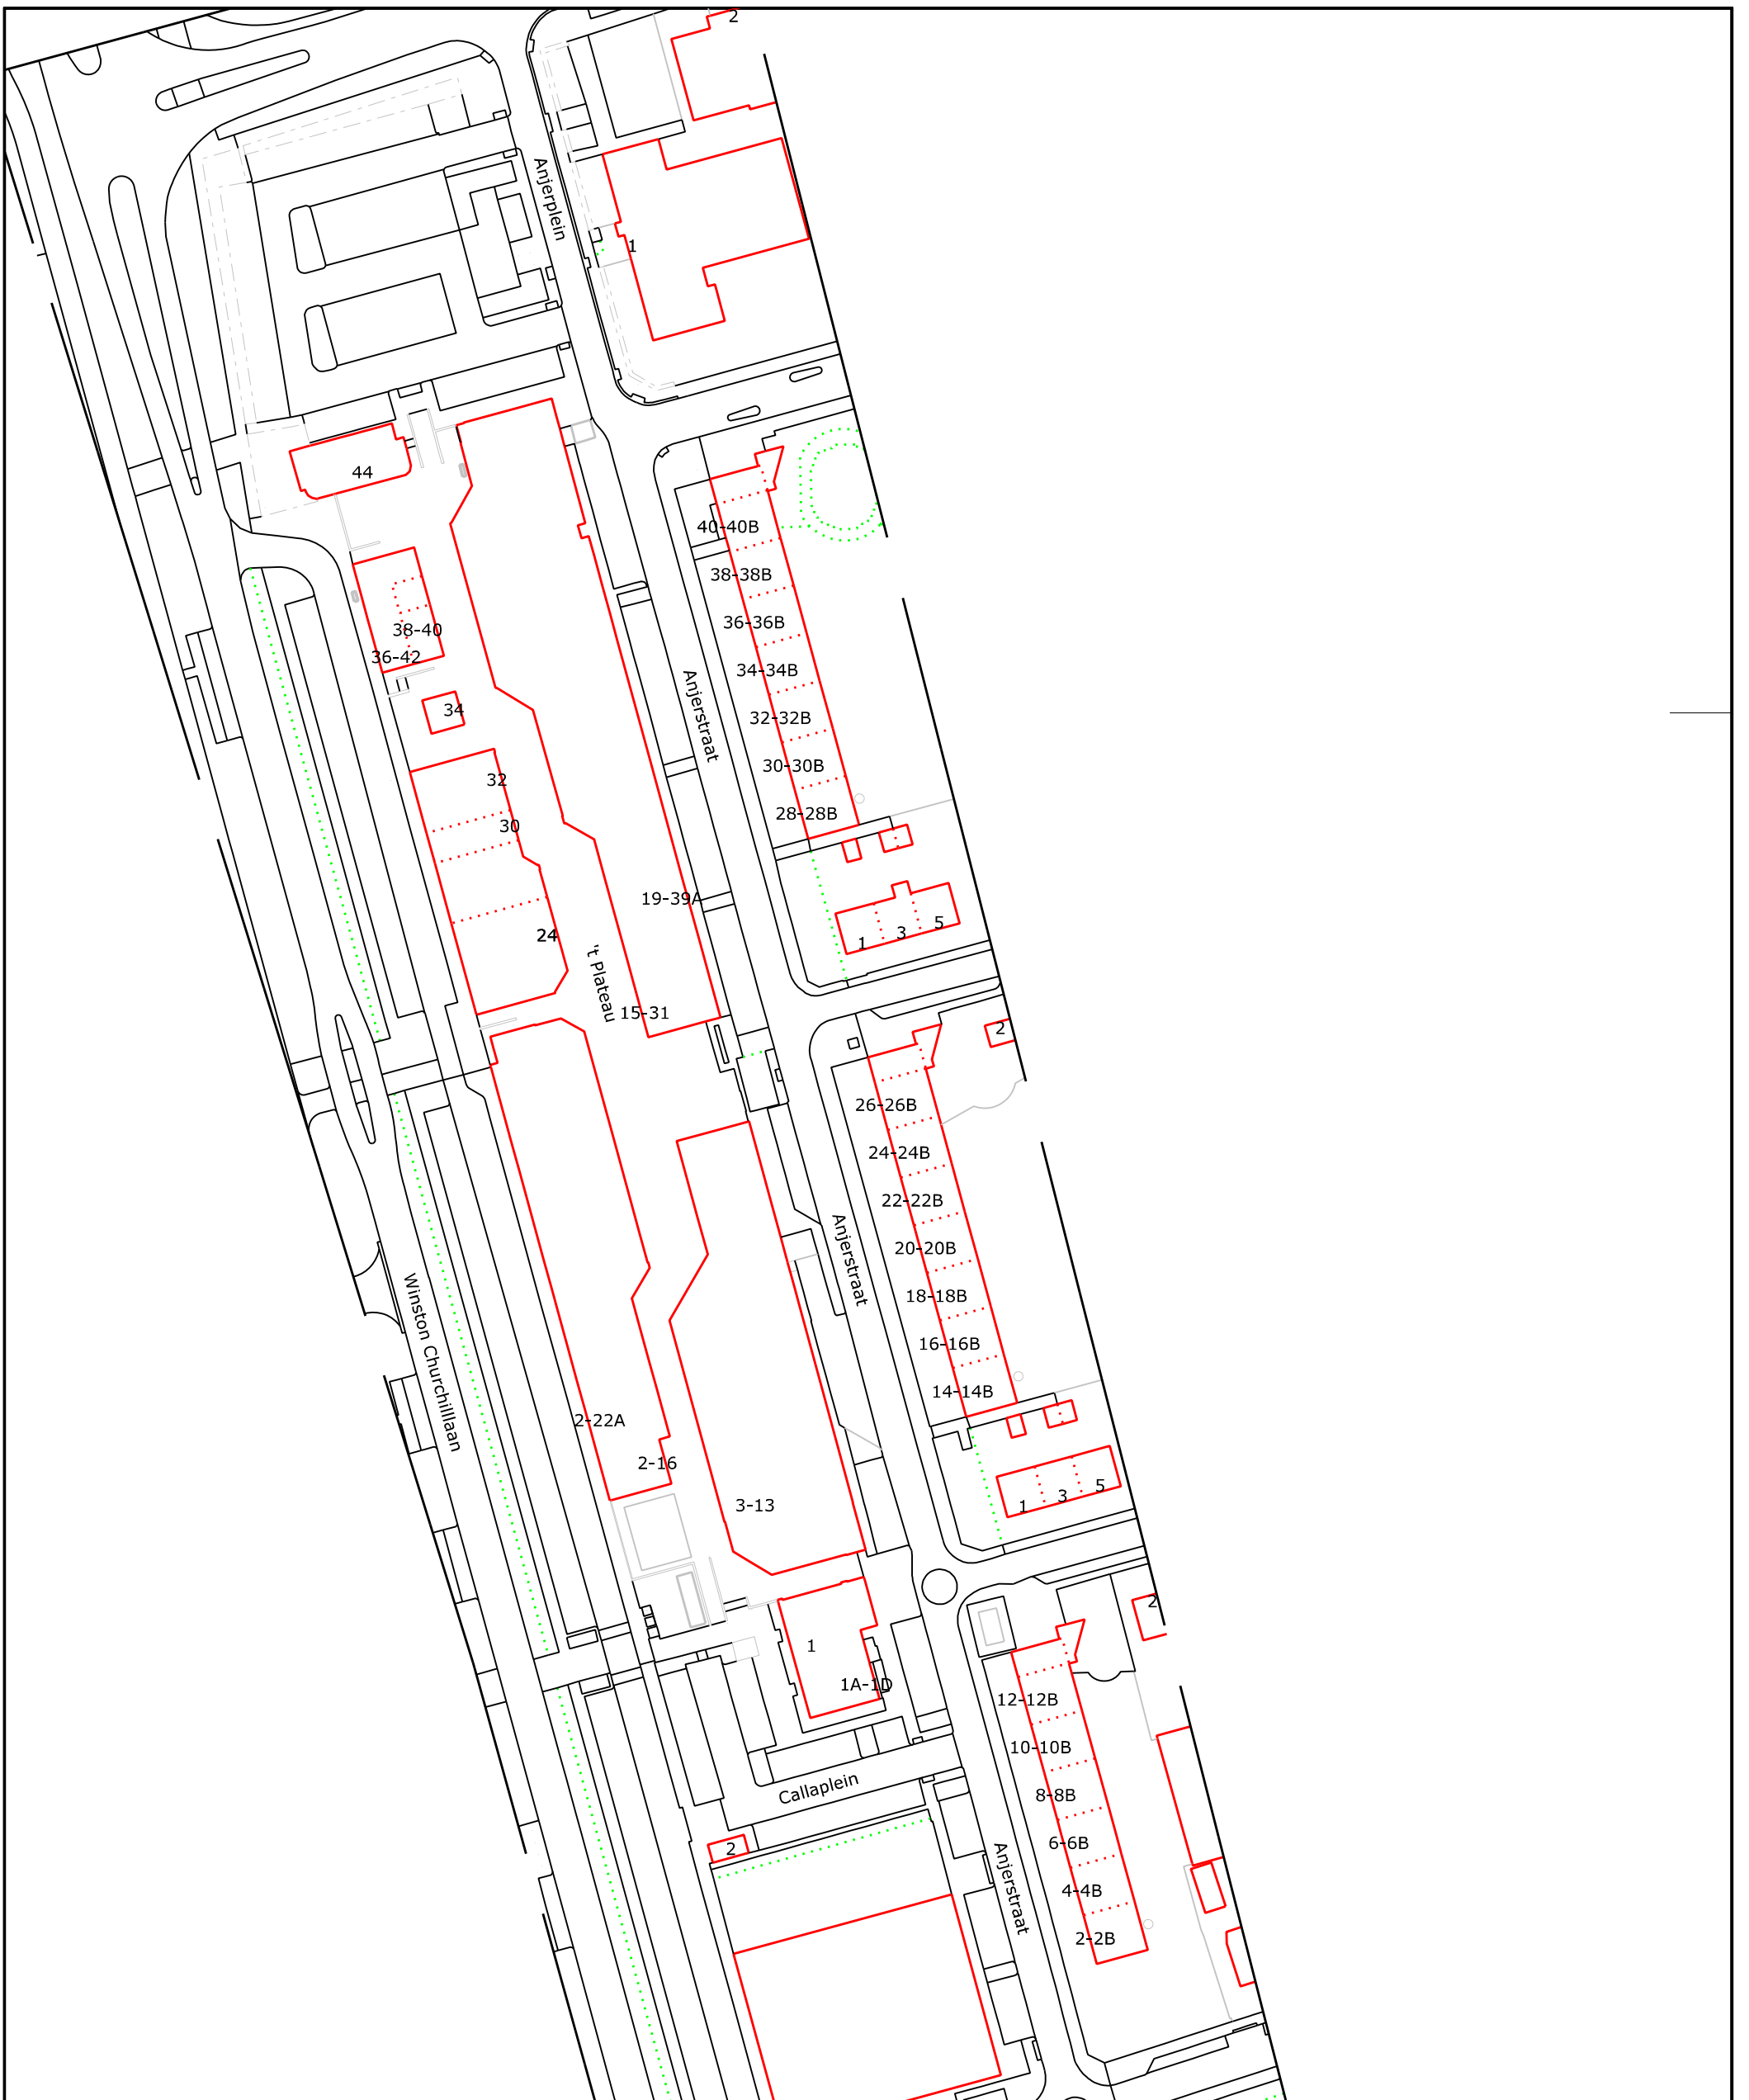 2
Anjerplein
1
44
40-40B
38-38B
38-40
36-36B
36-42
34-34B
34
Anjerstraat
32-32B
32
30-30B
28-28B
30
19-39A
5
3
1
24
't Plateau
15-31
2
26-26B
24-24B
22-22B
20-20B
Anjerstraat
18-18B
16-16B
Winston Churchilllaan
14-14B
2-22A
2-16
5
3
1
3-13
2
1
1A-1D
12-12B
10-10B
Callaplein
8-8B
6-6B
2
Anjerstraat
4-4B
2-2B